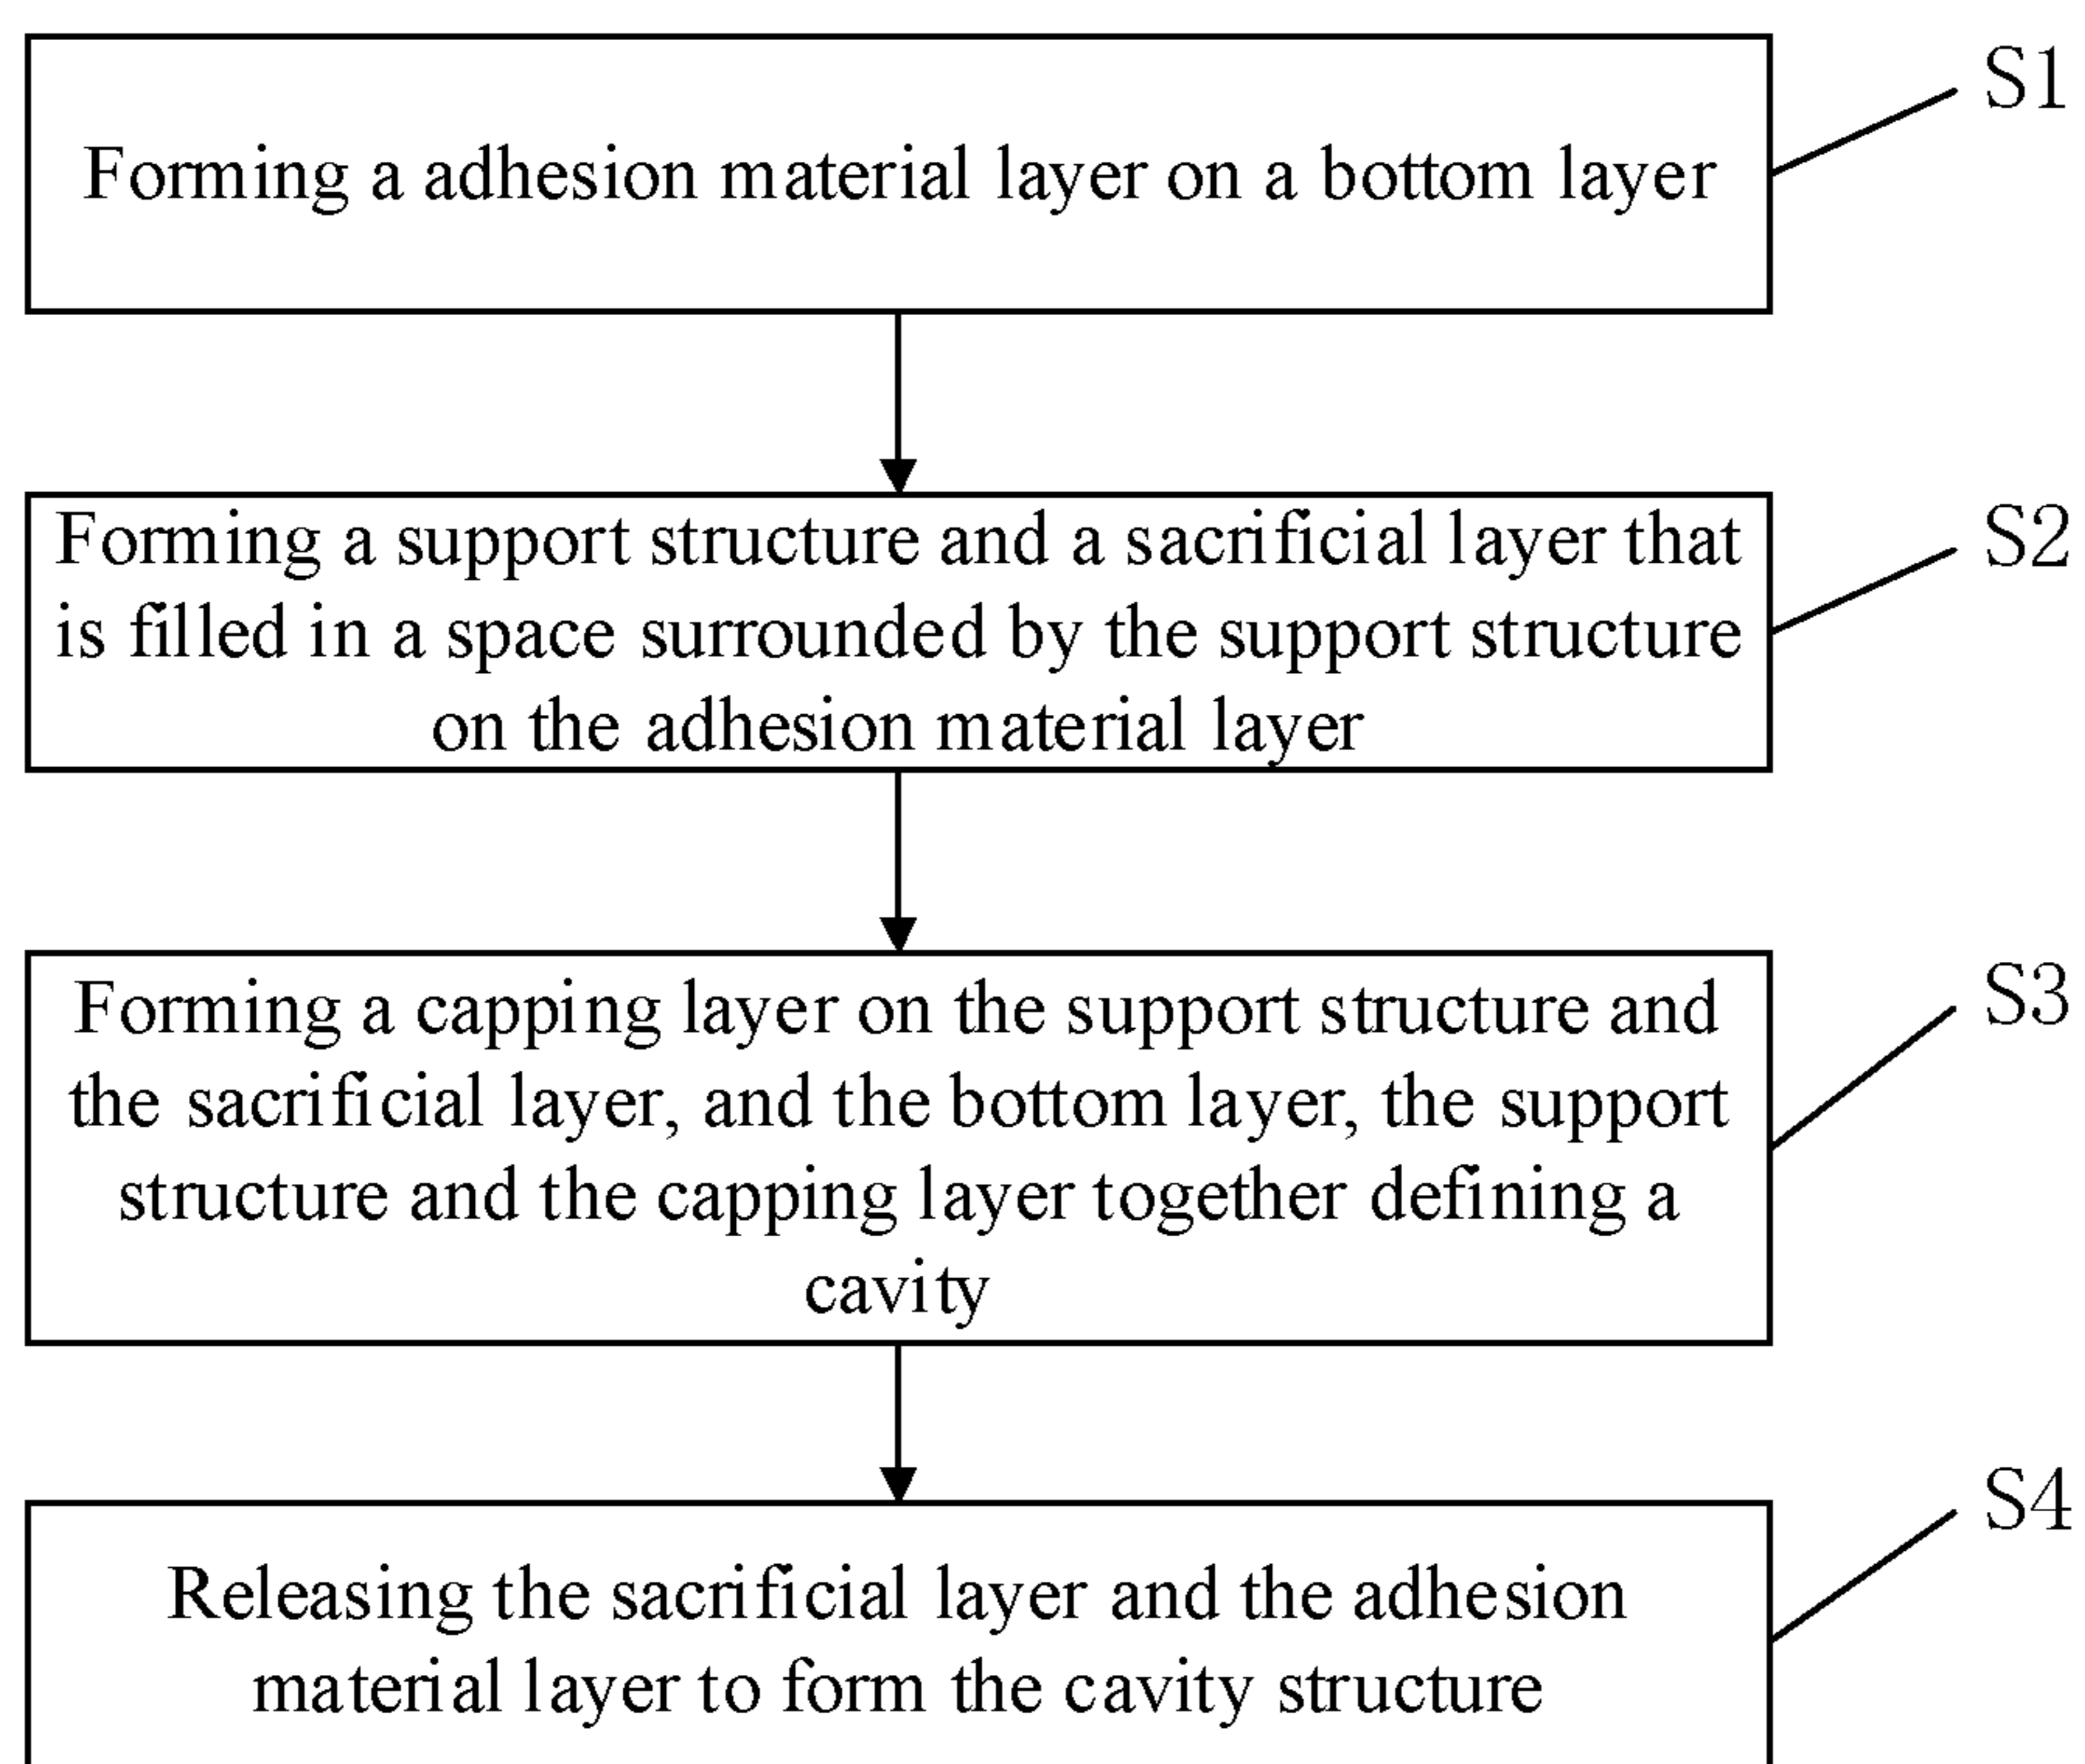 S1
Forming a adhesion material layer on a bottom layer
S2
Forming a support structure and a sacrificial layer that
is filled in a space surrounded by the support structure
on the adhesion material layer
S3
Forming a capping layer on the support structure and
the sacrificial layer, and the bottom layer, the support
structure and the capping layer together defining a
cavity
S4
Releasing the sacrificial layer and the adhesion
material layer to form the cavity structure